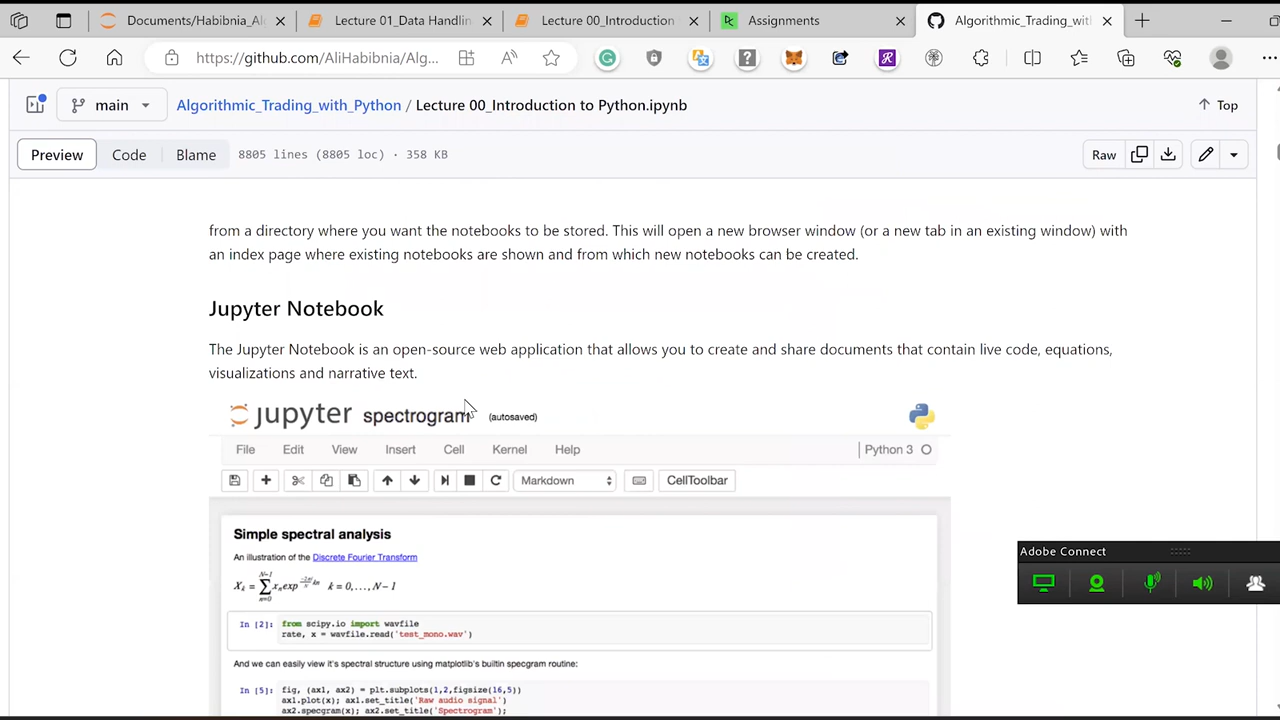 Documents/Habibnia_Al
Lecture 01_Data Handlin
Lecture 00_Introduction
Assignments
Algorithmic_Trading_wit
https://github.com/AliHabibnia/Alg...
main
Algorithmic_Trading_with_Python / Lecture 00_Introduction to Python.ipynb
Top
Preview
Code
Blame
8805 lines (8805 loc) · 358 KB
Raw
from a directory where you want the notebooks to be stored. This will open a new browser window (or a new tab in an existing window) with
an index page where existing notebooks are shown and from which new notebooks can be created.
Jupyter Notebook
The Jupyter Notebook is an open-source web application that allows you to create and share documents that contain live code, equations,
visualizations and narrative text.
jupyter spectrogram (autosaved)
File Edit View Insert Cell Kernel Help Python 3
Markdown CellToolbar
Simple spectral analysis
An illustration of the Discrete Fourier Transform
k = 0, . . . , N − 1
In [2]: from scipy.io import wavfile
rate, x = wavfile.read('test_mono.wav')
And we can easily view it's spectral structure using matplotlib's builtin specgram routine:
In [5]: fig, (ax1, ax2) = plt.subplots(1,2,figsize(16,5))
ax1.plot(x); ax1.set_title('Raw audio signal')
ax2.specgram(x); ax2.set_title('Spectrogram');
Adobe Connect